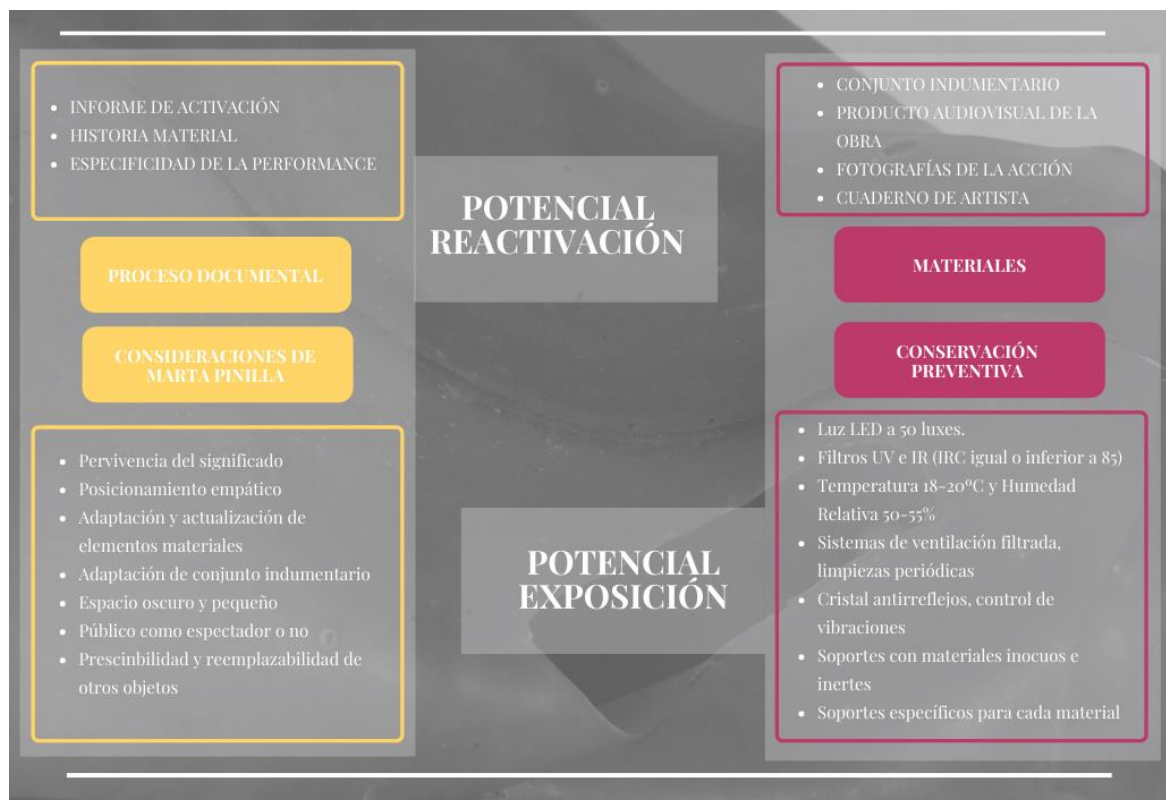 • INFORME DE ACTIVACIÓN
• HISTORIA MATERIAL
• ESPECIFICIDAD DE LA PERFORMANCE
PROCESO DOCUMENTAL
CONSIDERACIONES DE
MARTA PINILLA
• Pervivencia del significado
• Posicionamiento empático
• Adaptación y actualización de
elementos materiales
• Adaptación de conjunto indumentario
• Espacio oscuro y pequeño
• Público como espectador o no
• Prescinbilidad y reemplazabilidad de
otros objetos
POTENCIAL
REACTIVACIÓN
POTENCIAL
EXPOSICIÓN
• CONJUNTO INDUMENTARIO
• PRODUCTO AUDIOVISUAL DE LA
OBRA
• FOTOGRAFÍAS DE LA ACCIÓN
• CUADERNO DE ARTISTA
MATERIALES
CONSERVACIÓN
PREVENTIVA
• Luz LED a 50 luxes.
• Filtros UV e IR (IRC igual o inferior a 85)
• Temperatura 18-20ºC y Humedad
Relativa 50-55%
• Sistemas de ventilación filtrada,
limpiezas periódicas
• Cristal antirreflejos, control de
vibraciones
• Soportes con materiales inocuos e
inertes
• Soportes específicos para cada material